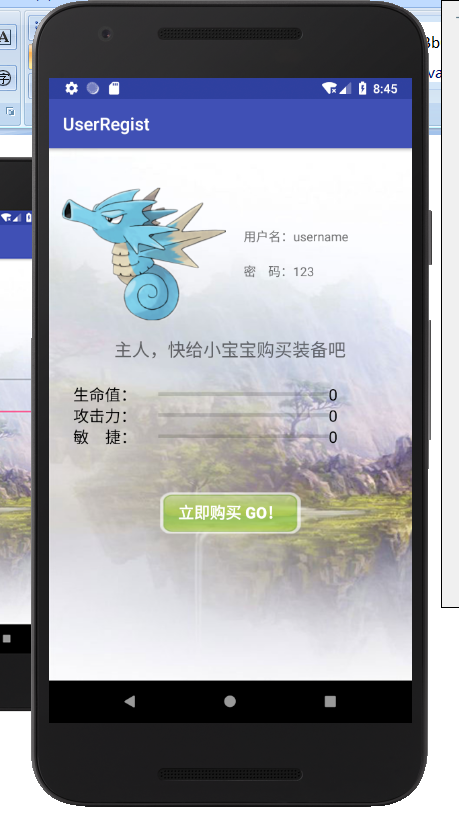 8:45
UserRegist
用户名：username
密　码：123
主人，快给小宝宝购买装备吧
生命值： 0
攻击力： 0
敏　捷： 0
立即购买 GO!